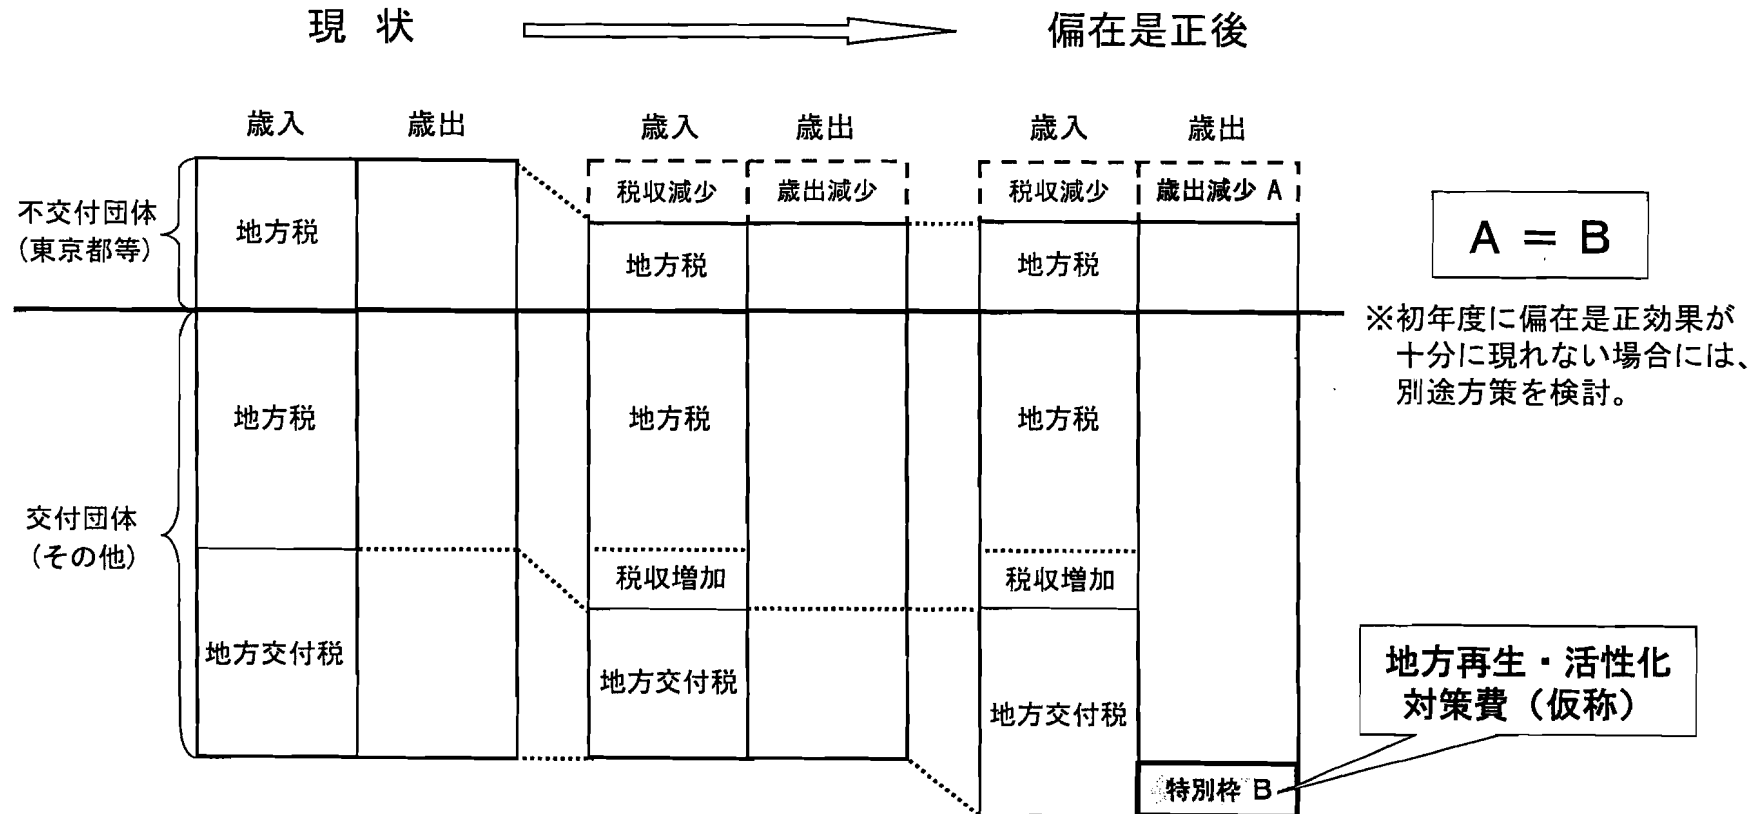 現 状
偏在是正後
歳入
歳出
歳入
歳出
歳入
歳出
不交付団体
(東京都等)
地方税
税収減少
歳出減少
税収減少
歳出減少 A
地方税
地方税
A = B
※初年度に偏在是正効果が
十分に現れない場合には、
別途方策を検討。
地方税
地方税
地方税
交付団体
(その他)
税収増加
税収増加
地方交付税
地方交付税
地方交付税
地方再生・活性化
対策費（仮称）
特別枠 B